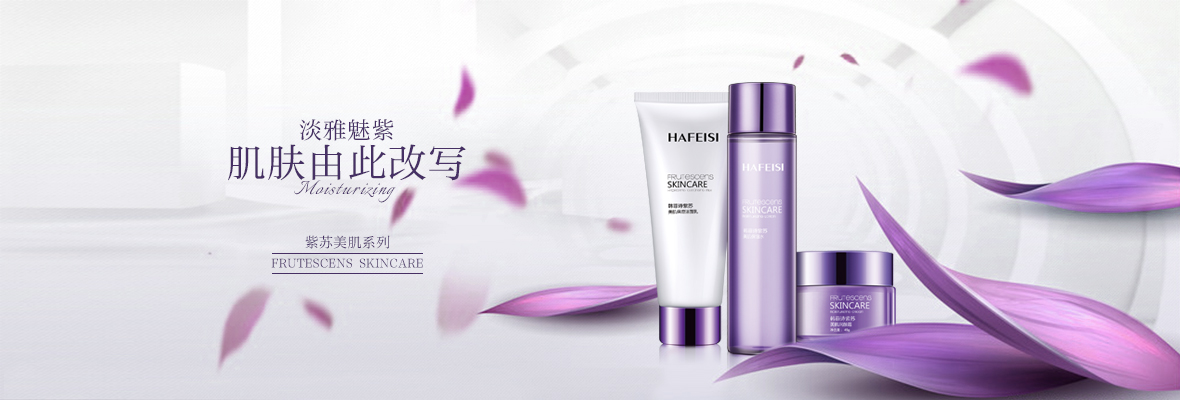 淡雅魅紫
肌肤由此改写
Moisturizing
紫苏美肌系列
FRUTESCENS SKINCARE
HAFEISI
FRUTESCENS
SKINCARE
HAFEISI
FRUTESCENS
SKINCARE
FRUTESCENS
SKINCARE